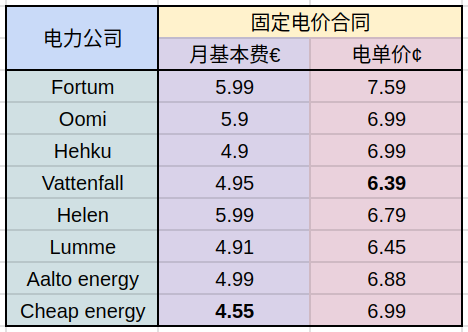 电力公司 固定电价合同
月基本费€ 电单价¢
Fortum 5.99 7.59
Oomi 5.9 6.99
Hehku 4.9 6.99
Vattenfall 4.95 6.39
Helen 5.99 6.79
Lumme 4.91 6.45
Aalto energy 4.99 6.88
Cheap energy 4.55 6.99